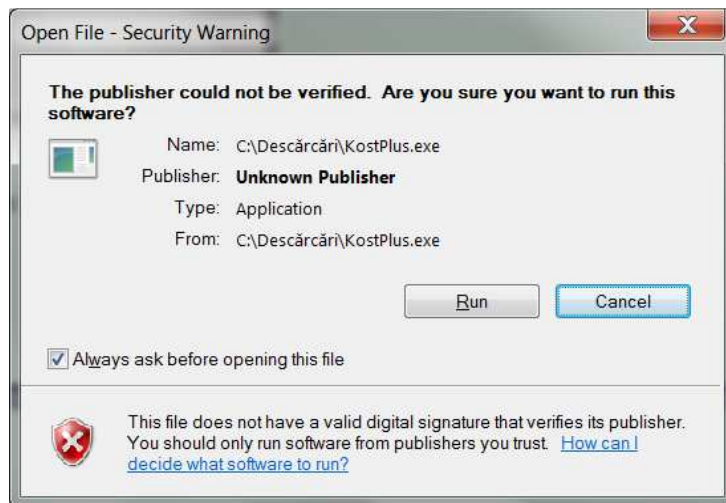 Open File - Security Warning
The publisher could not be verified.  Are you sure you want to run this
software?
Name: C:\Descărcări\KostPlus.exe
Publisher: Unknown Publisher
Type: Application
From: C:\Descărcări\KostPlus.exe
Run Cancel
Always ask before opening this file
This file does not have a valid digital signature that verifies its publisher.
You should only run software from publishers you trust. How can I
decide what software to run?